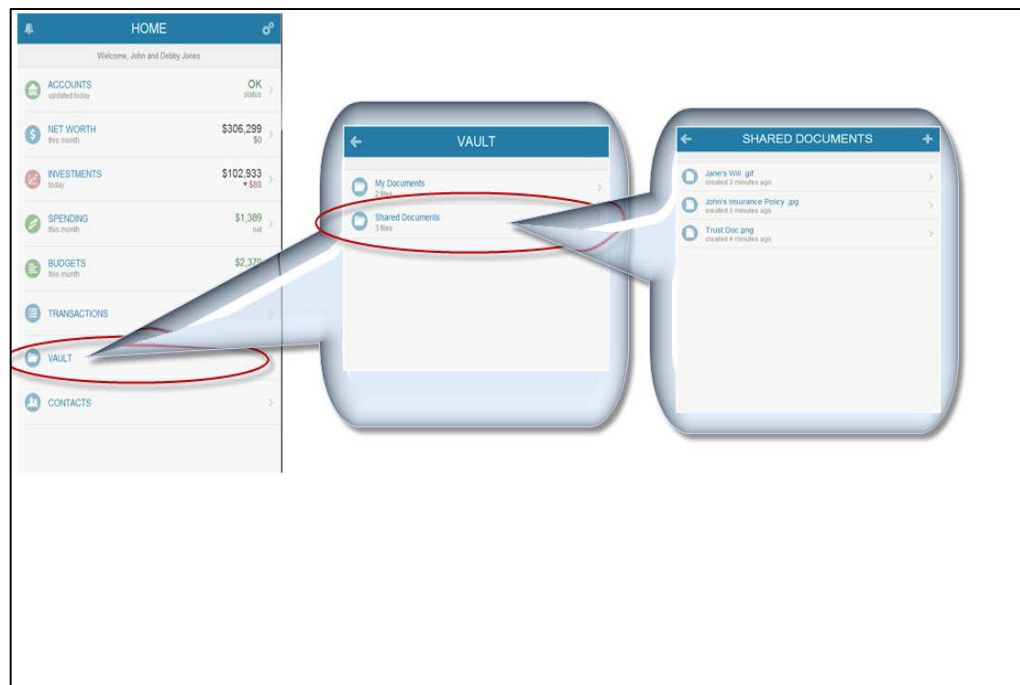 HOME
Welcome, John and Debby Jones
ACCOUNTS
updated today
OK
status
NET WORTH
this month
$306,299
$0
INVESTMENTS
today
$102,933
▼ $88
SPENDING
this month
$1,389
net
BUDGETS
this month
$2,379
TRANSACTIONS
VAULT
CONTACTS
VAULT
My Documents
2 files
Shared Documents
3 files
SHARED DOCUMENTS
Jane's Will .gif
created 3 minutes ago
John's Insurance Policy .jpg
created 3 minutes ago
Trust Doc.png
created 4 minutes ago